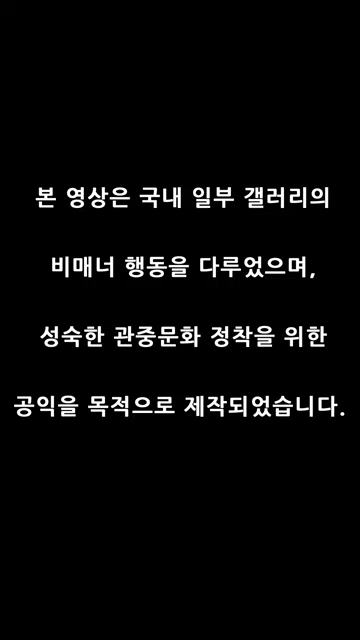 본 영상은 국내 일부 갤러리의
비매너 행동을 다루었으며,
성숙한 관중문화 정착을 위한
공익을 목적으로 제작되었습니다.